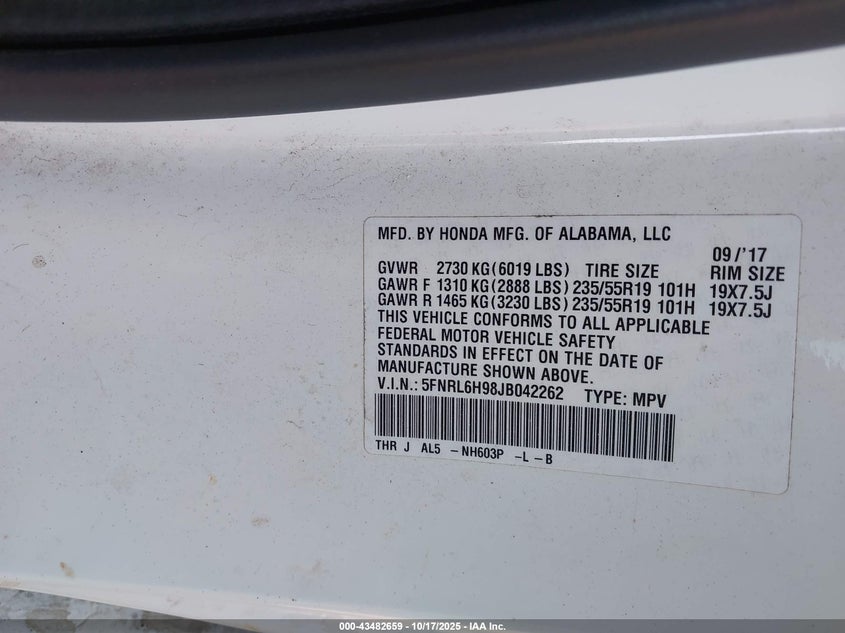 MFD. BY HONDA MFG. OF ALABAMA, LLC
09/'17
GVWR 2730 KG(6019 LBS) TIRE SIZE RIM SIZE
GAWR F 1310 KG(2888 LBS) 235/55R19 101H 19X7.5J
GAWR R 1465 KG(3230 LBS) 235/55R19 101H 19X7.5J
THIS VEHICLE CONFORMS TO ALL APPLICABLE
FEDERAL MOTOR VEHICLE SAFETY
STANDARDS IN EFFECT ON THE DATE OF
MANUFACTURE SHOWN ABOVE.
V.I.N.: 5FNRL6H98JB042262 TYPE: MPV
THR J AL5 -NH603P -L -B
000-43482659 - 10/17/2025 - IAA Inc.